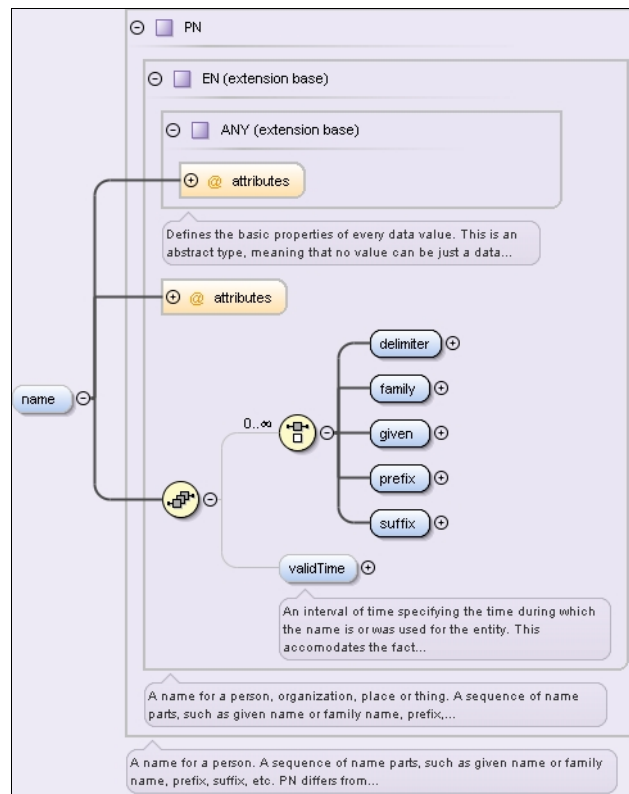 PN
EN (extension base)
ANY (extension base)
@ attributes
Defines the basic properties of every data value. This is an
abstract type, meaning that no value can be just a data...
@ attributes
delimiter
family
name
0..∞
given
prefix
suffix
validTime
An interval of time specifying the time during which
the name is or was used for the entity. This
accomodates the fact...
A name for a person, organization, place or thing. A sequence of name
parts, such as given name or family name, prefix,...
A name for a person. A sequence of name parts, such as given name or family
name, prefix, suffix, etc. PN differs from...